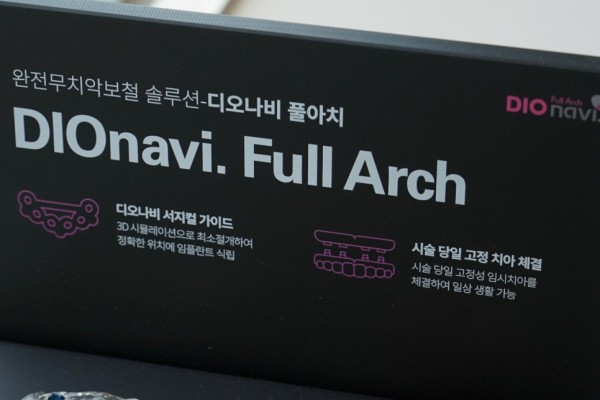 완전무치악보철 솔루션-디오나비 풀아치
DIOnavi. Full Arch
Full Arch
DIO navi.
디오나비 서지컬 가이드
3D 시뮬레이션으로 최소절개하여
정확한 위치에 임플란트 식립
시술 당일 고정 치아 체결
시술 당일 고정성 임시치아를
체결하여 일상 생활 가능